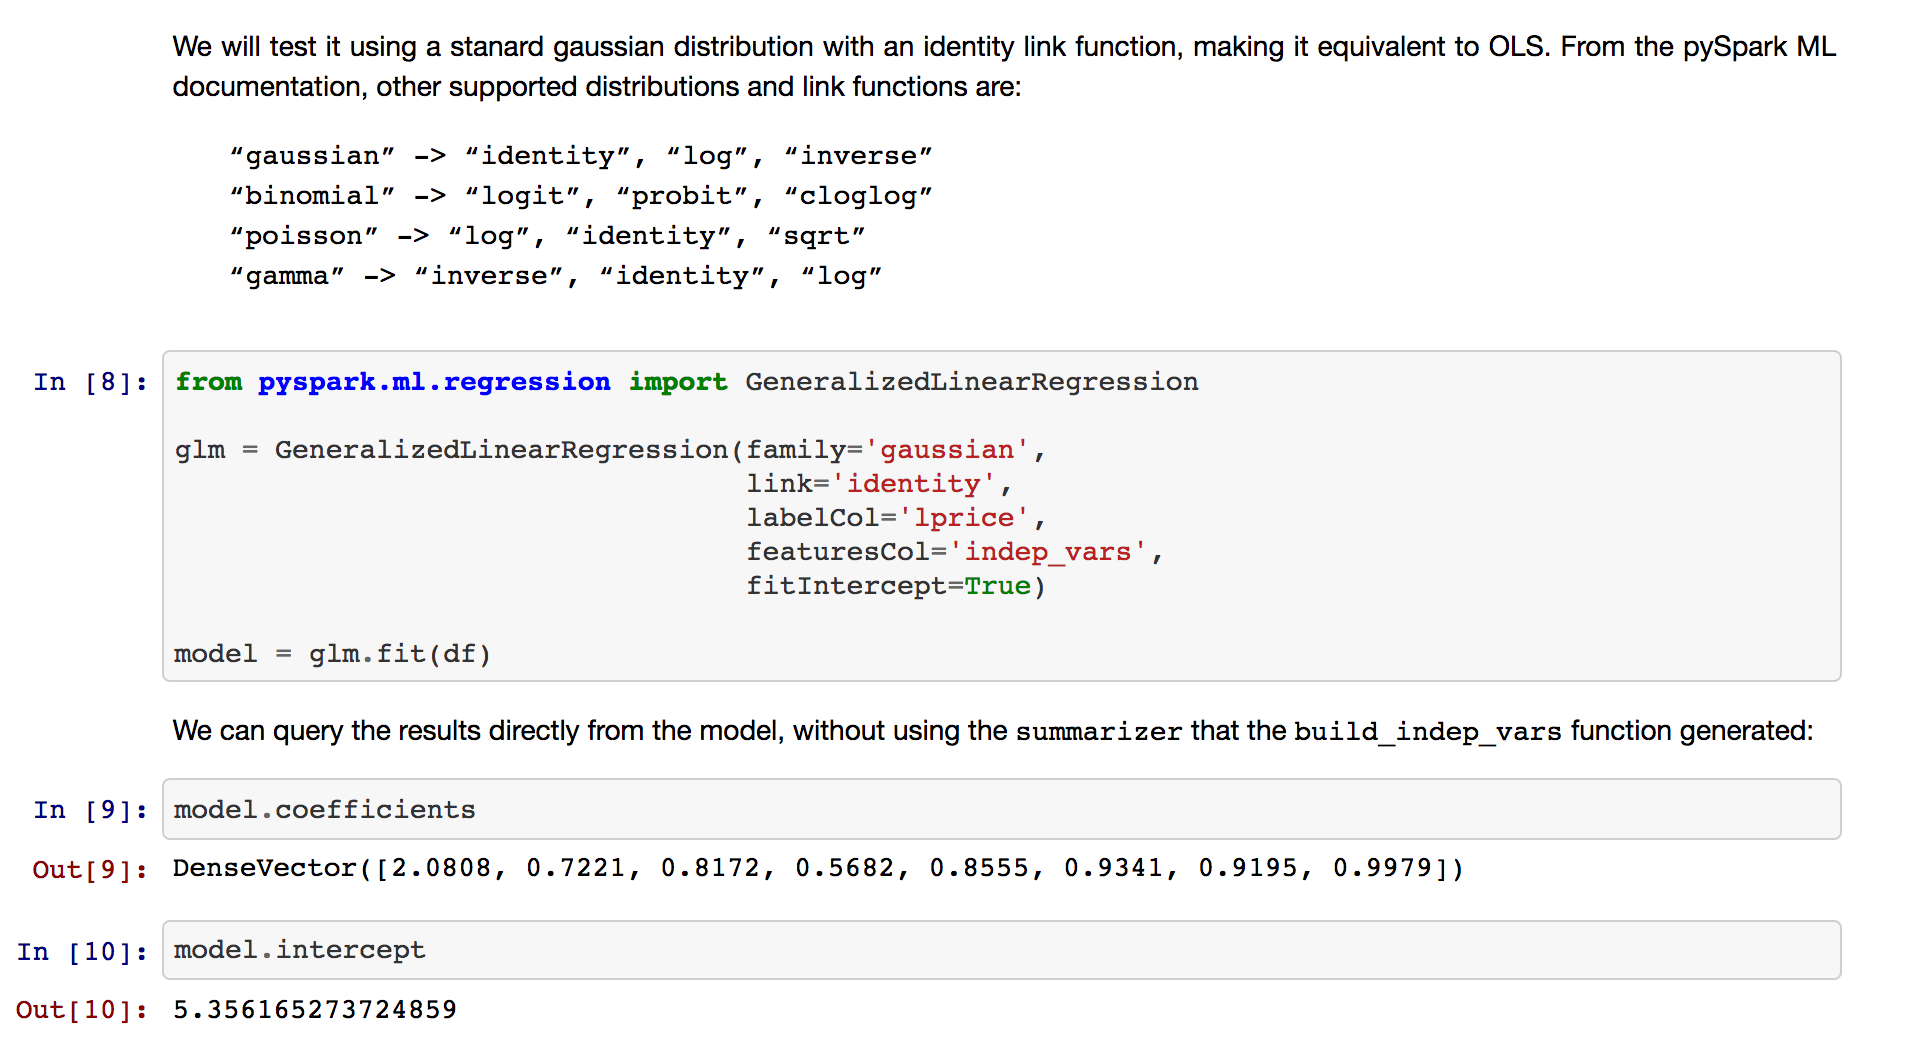 We will test it using a stanard gaussian distribution with an identity link function, making it equivalent to OLS. From the pySpark ML
documentation, other supported distributions and link functions are:
“gaussian” -> “identity”, “log”, “inverse”
“binomial” -> “logit”, “probit”, “cloglog”
“poisson” -> “log”, “identity”, “sqrt”
“gamma” -> “inverse”, “identity”, “log”
In [8]: from pyspark.ml.regression import GeneralizedLinearRegression
glm = GeneralizedLinearRegression(family='gaussian',
link='identity',
labelCol='lprice',
featuresCol='indep_vars',
fitIntercept=True)
model = glm.fit(df)
We can query the results directly from the model, without using the summarizer that the build_indep_vars function generated:
In [9]: model.coefficients
Out[9]: DenseVector([2.0808, 0.7221, 0.8172, 0.5682, 0.8555, 0.9341, 0.9195, 0.9979])
In [10]: model.intercept
Out[10]: 5.356165273724859